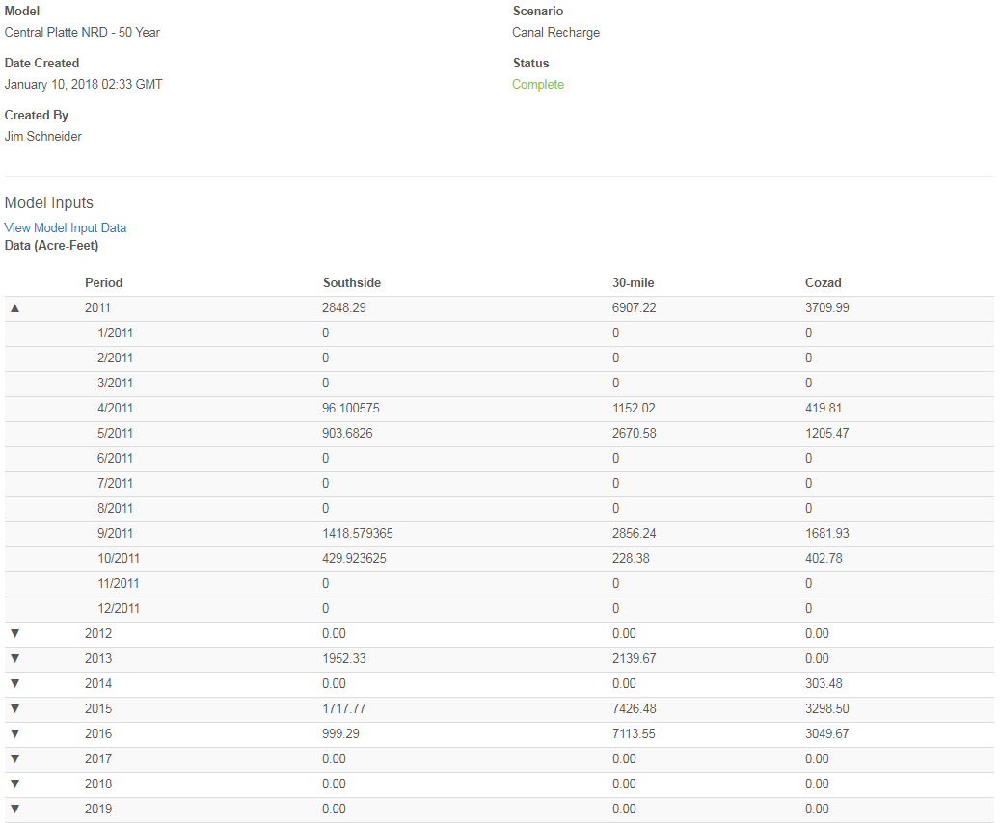 Model Scenario
Central Platte NRD - 50 Year Canal Recharge
Date Created Status
January 10, 2018 02:33 GMT Complete
Created By
Jim Schneider
Model Inputs
View Model Input Data
Data (Acre-Feet)
Period Southside 30-mile Cozad
▲ 2011 2848.29 6907.22 3709.99
1/2011 0 0 0
2/2011 0 0 0
3/2011 0 0 0
4/2011 96.100575 1152.02 419.81
5/2011 903.6826 2670.58 1205.47
6/2011 0 0 0
7/2011 0 0 0
8/2011 0 0 0
9/2011 1418.579365 2856.24 1681.93
10/2011 429.923625 228.38 402.78
11/2011 0 0 0
12/2011 0 0 0
▼ 2012 0.00 0.00 0.00
▼ 2013 1952.33 2139.67 0.00
▼ 2014 0.00 0.00 303.48
▼ 2015 1717.77 7426.48 3298.50
▼ 2016 999.29 7113.55 3049.67
▼ 2017 0.00 0.00 0.00
▼ 2018 0.00 0.00 0.00
▼ 2019 0.00 0.00 0.00